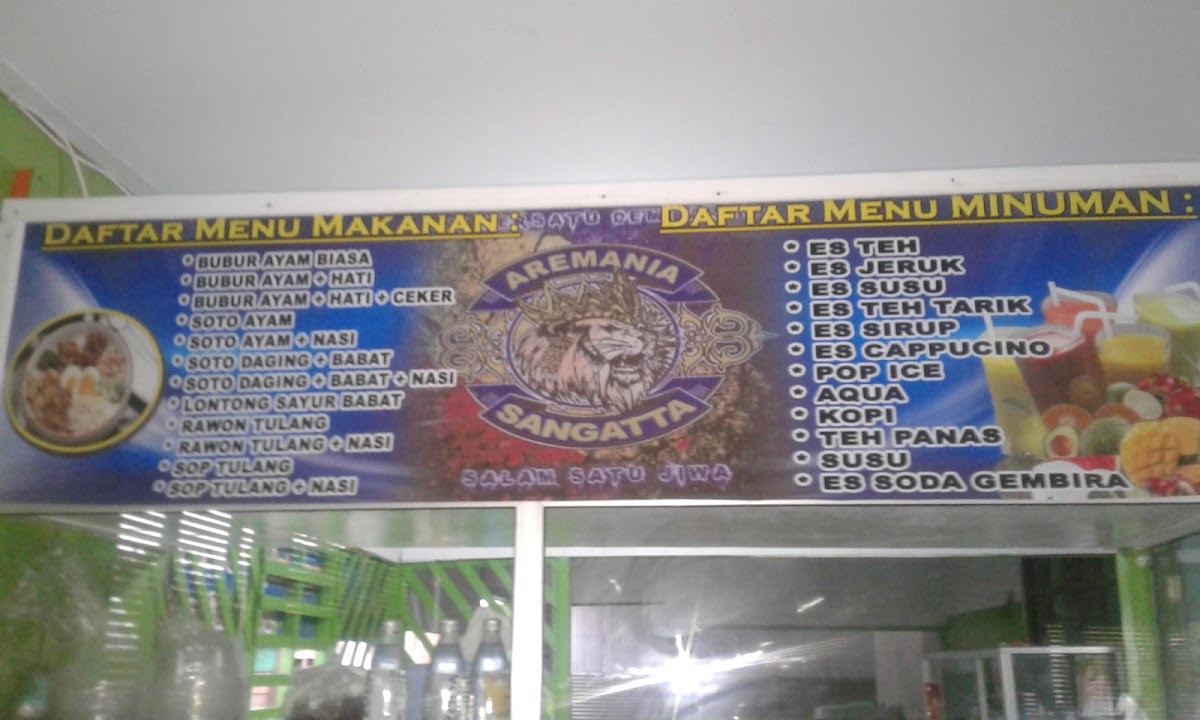 DAFTAR MENU MAKANAN :
* BUBUR AYAM BIASA
* BUBUR AYAM + HATI
* BUBUR AYAM + HATI + CEKER
* SOTO AYAM
* SOTO AYAM + NASI
* SOTO DAGING + BABAT
* SOTO DAGING + BABAT + NASI
* LONTONG SAYUR BABAT
* RAWON TULANG
* RAWON TULANG + NASI
* SOP TULANG
* SOP TULANG + NASI
AREMANIA
SANGATTA
SALAM SATU JIWA
DAFTAR MENU MINUMAN :
* ES TEH
* ES JERUK
* ES SUSU
* ES TEH TARIK
* ES SIRUP
* ES CAPPUCINO
* POP ICE
* AQUA
* KOPI
* TEH PANAS
* SUSU
* ES SODA GEMBIRA